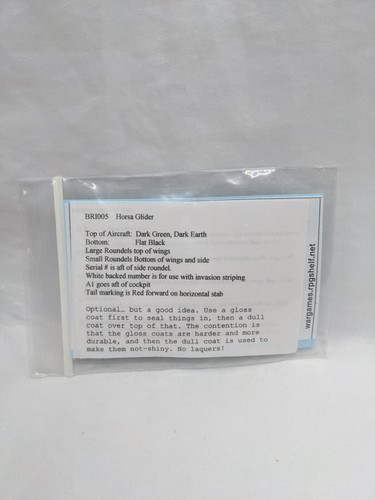 BRI005 Horsa Glider
Top of Aircraft: Dark Green, Dark Earth
Bottom: Flat Black
Large Roundels top of wings
Small Roundels Bottom of wings and side
Serial # is aft of side roundel.
White backed number is for use with invasion striping
A1 goes aft of cockpit
Tail marking is Red forward on horizontal stab
Optional… but a good idea. Use a gloss
coat first to seal things in, then a dull
coat over top of that. The contention is
that the gloss coats are harder and more
durable, and then the dull coat is used to
make them not-shiny. No laquers!
wargames.rpgshelf.net